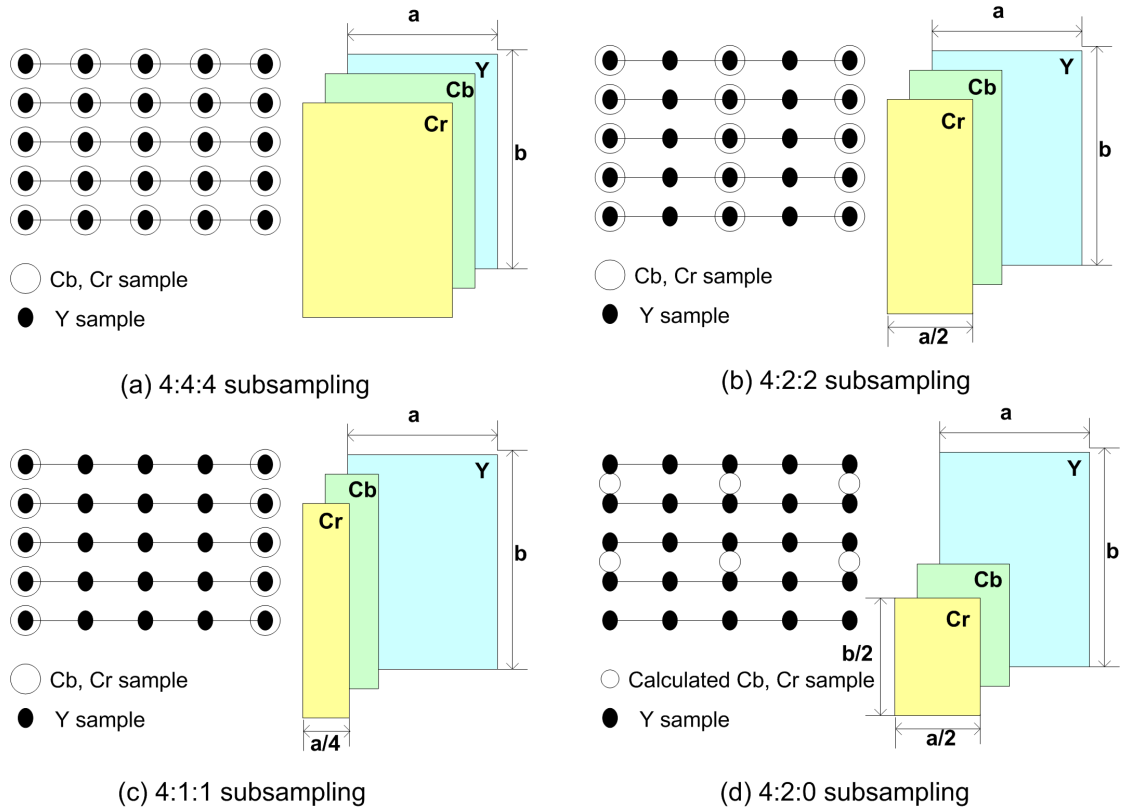 a
Y
Cb
Cr
b
Cb, Cr sample
Y sample
(a) 4:4:4 subsampling
a
Y
Cb
Cr
b
Cb, Cr sample
Y sample
a/2
(b) 4:2:2 subsampling
a
Y
Cb
Cr
b
Cb, Cr sample
Y sample
a/4
(c) 4:1:1 subsampling
a
Y
b
Cb
Cr
b/2
Calculated Cb, Cr sample
Y sample
a/2
(d) 4:2:0 subsampling